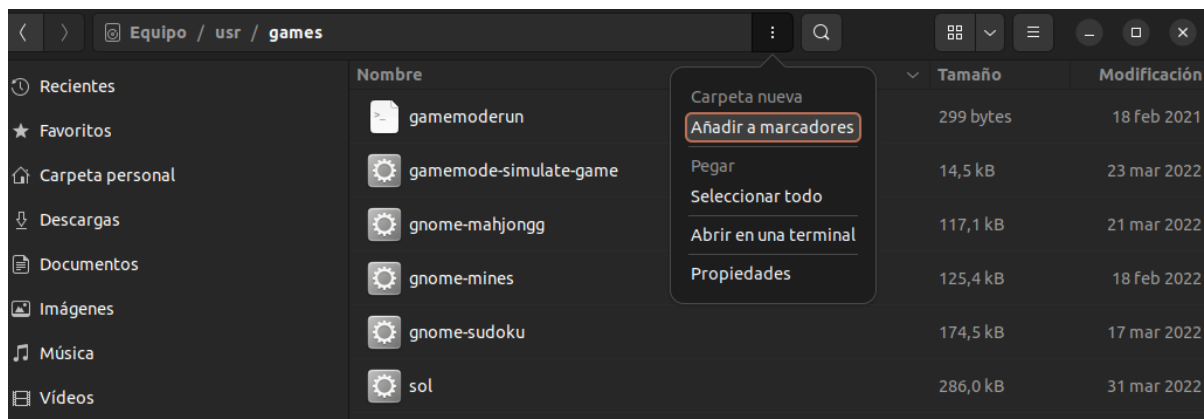 Equipo / usr / games
Recientes
Favoritos
Carpeta personal
Descargas
Documentos
Imágenes
Música
Vídeos
Nombre Tamaño Modificación
gamemoderun 299 bytes 18 feb 2021
gamemode-simulate-game 14,5 kB 23 mar 2022
gnome-mahjongg 117,1 kB 21 mar 2022
gnome-mines 125,4 kB 18 feb 2022
gnome-sudoku 174,5 kB 17 mar 2022
sol 286,0 kB 31 mar 2022
Carpeta nueva
Añadir a marcadores
Pegar
Seleccionar todo
Abrir en una terminal
Propiedades